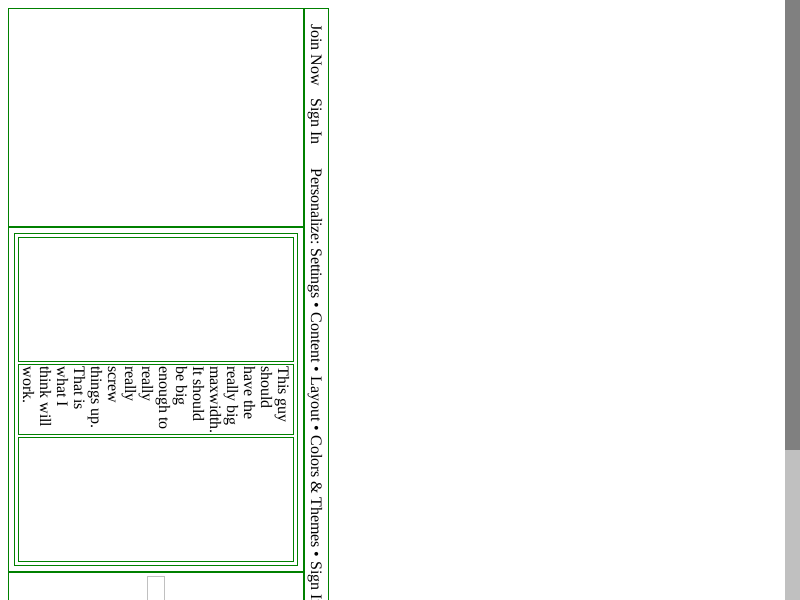 Join Now Sign In Personalize: Settings • Content • Layout • Colors & Themes • Sign
This guy
should
have the
really big
maxwidth.
It should
be big
enough to
really
really
screw
things up.
That is
what I
think will
work.